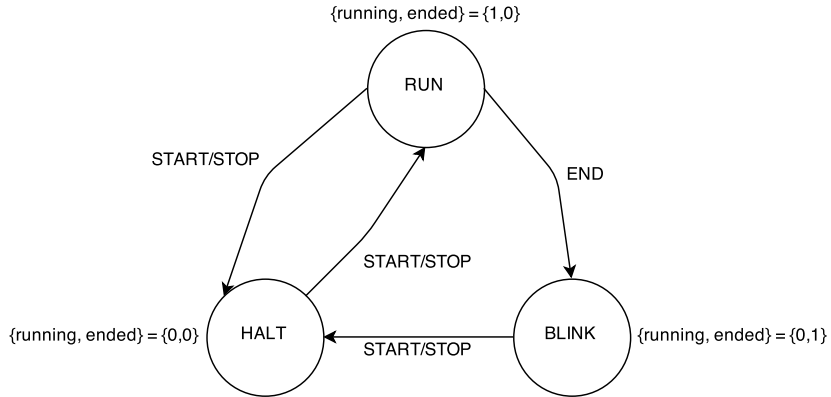 {running, ended} = {1,0}
RUN
START/STOP
END
START/STOP
{running, ended} = {0,0}
HALT
START/STOP
BLINK
{running, ended} = {0,1}